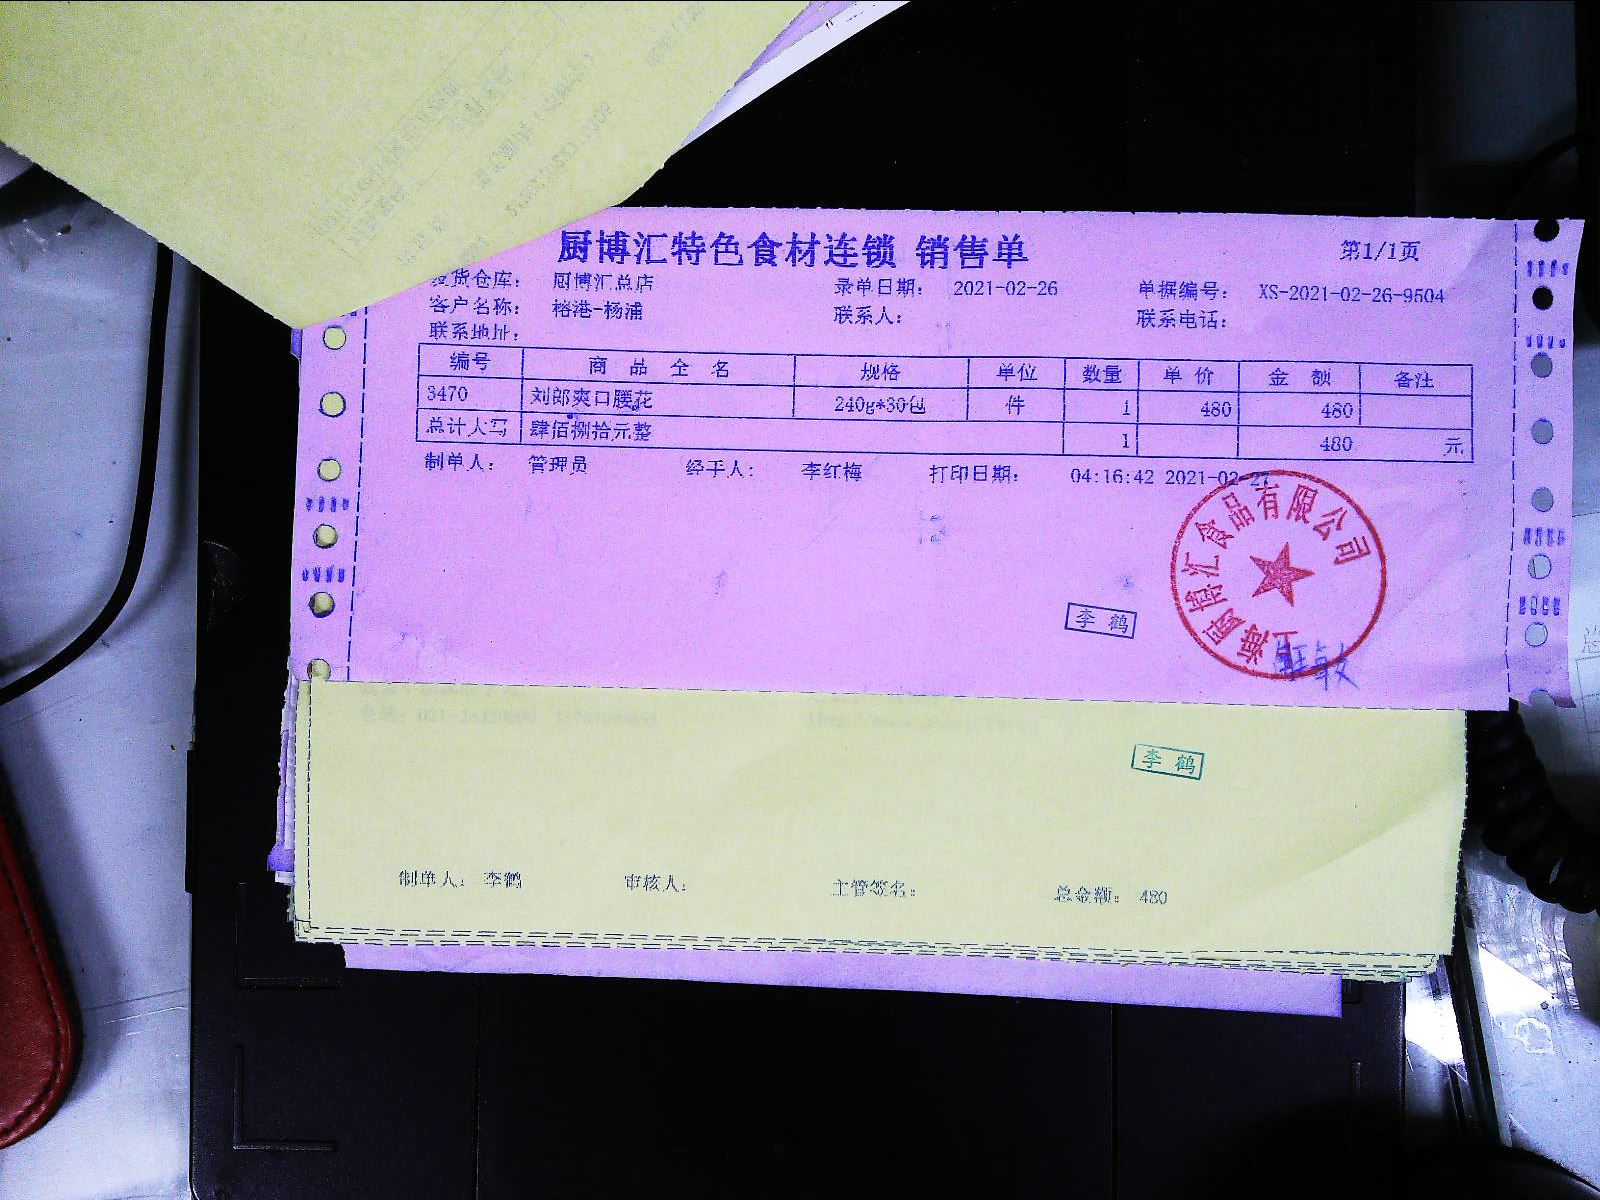 厨博汇特色食材连锁 销售单 第1/1页
发货仓库： 厨博汇总店 录单日期： 2021-02-26 单据编号： XS-2021-02-26-9504
客户名称： 榕港-杨浦 联系人： 联系电话：
联系地址：
编号 商 品 全 名 规格 单位 数量 单 价 金 额 备注
3470 刘郎爽口腰花 240g*30包 件 1 480 480
总计大写 肆佰捌拾元整 1 480 元
制单人： 管理员 经手人： 李红梅 打印日期： 04:16:42 2021-02-27
上海厨博汇食品有限公司
李 鹤
李 鹤
制单人： 李鹤 审核人： 主管签名： 总金额： 480